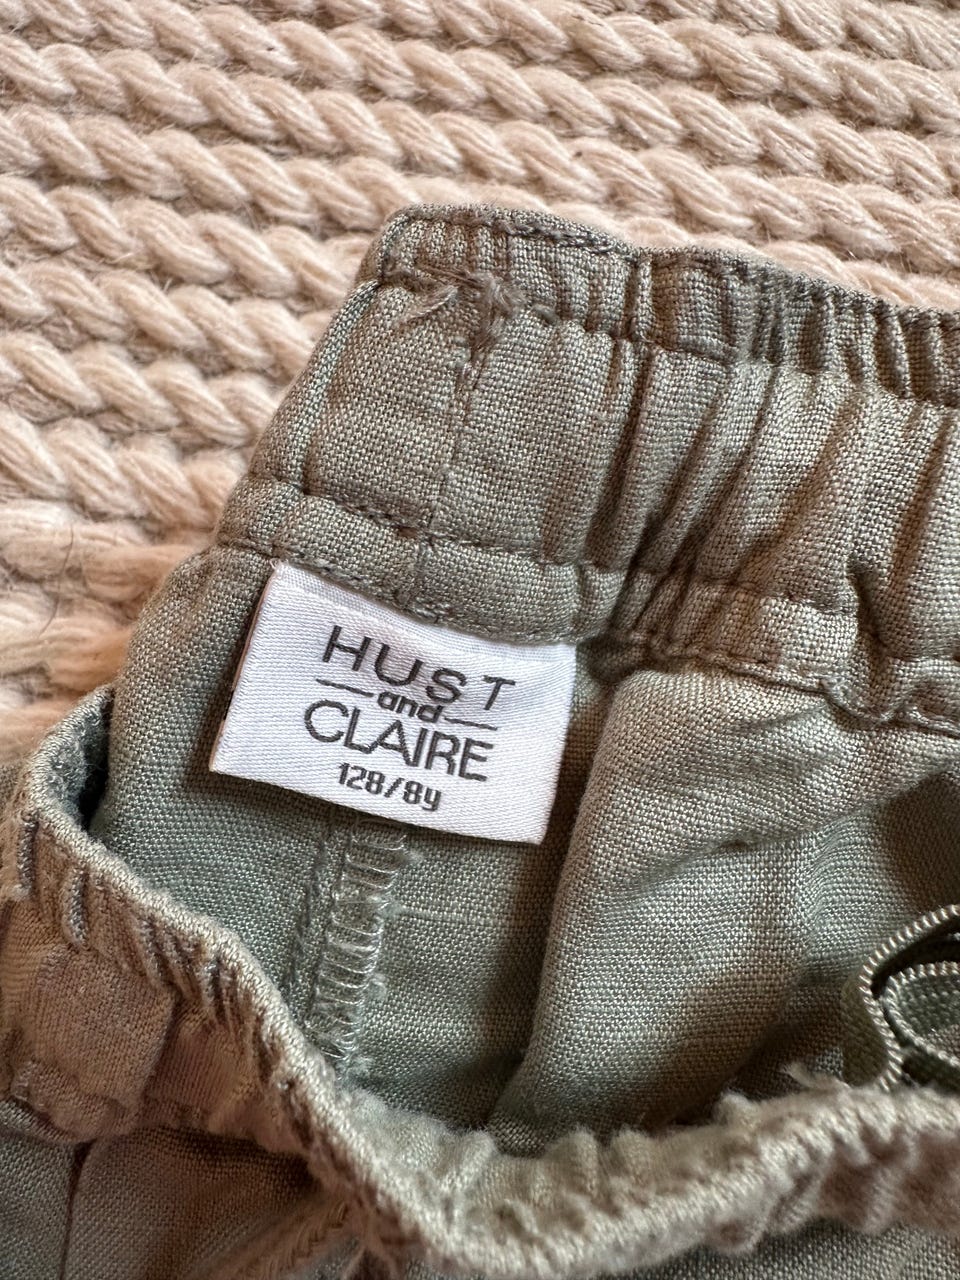 HUST
and
CLAIRE
128/8y